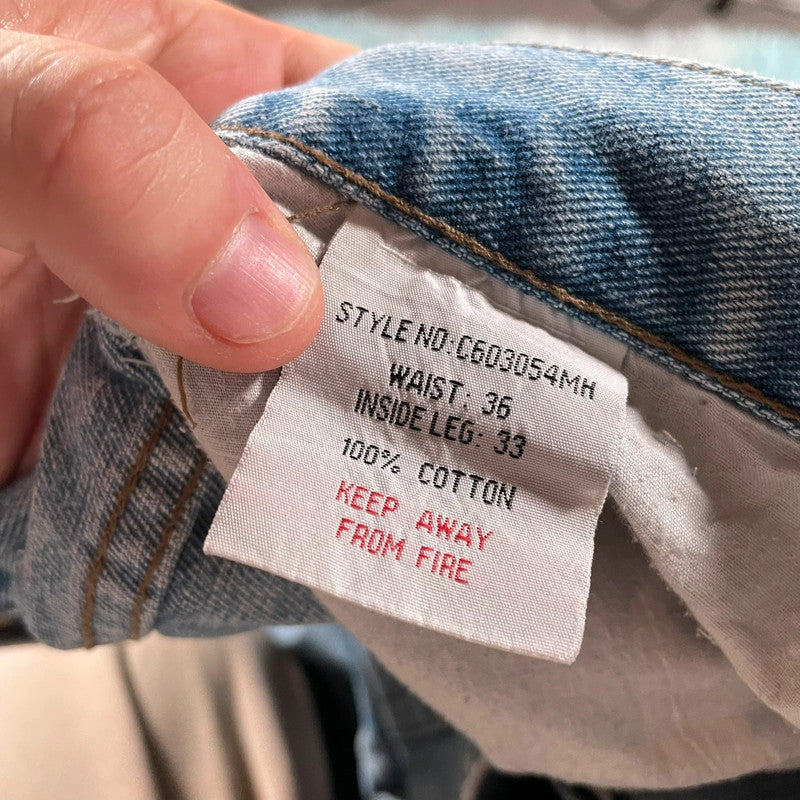 STYLE NO:C603054MH
WAIST: 36
INSIDE LEG: 33
100% COTTON
KEEP AWAY
FROM FIRE